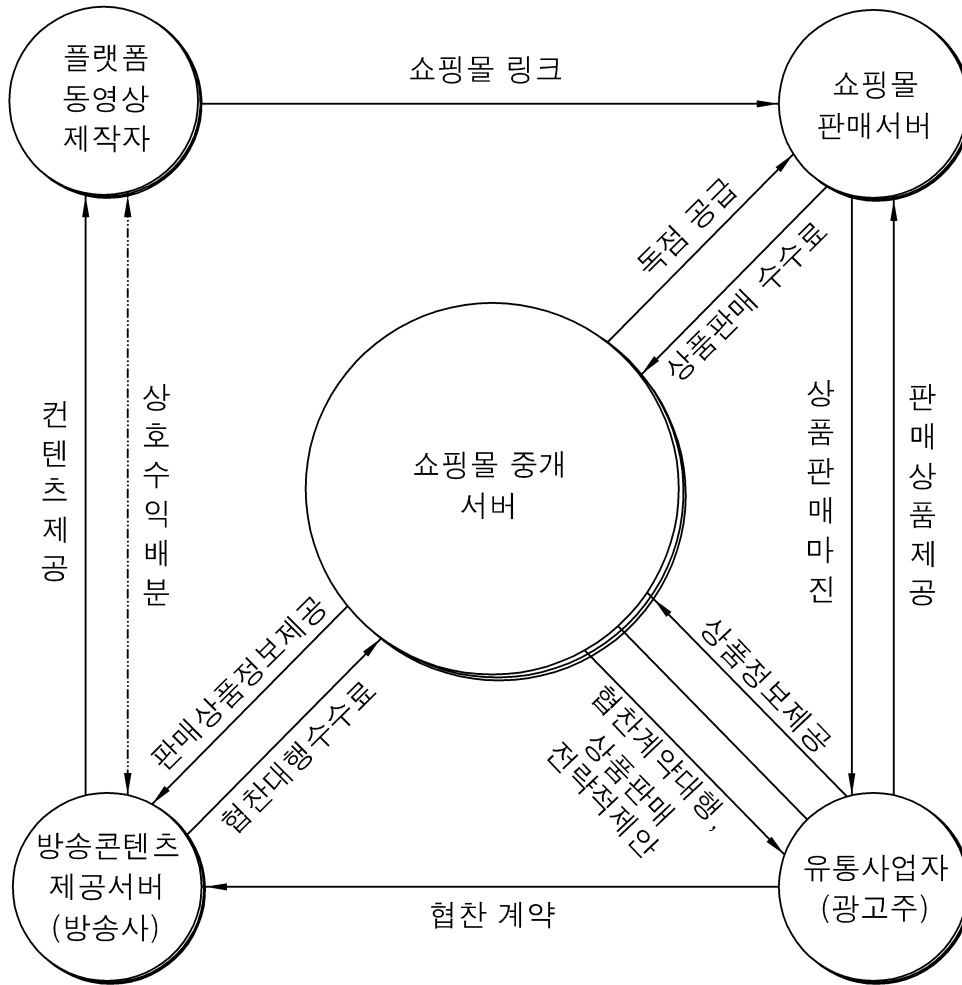 플랫폼
동영상
제작자
쇼핑몰 링크
쇼핑몰
판매서버
독점 공급
상품판매 수수료
컨텐츠제공
상호수익배분
쇼핑몰 중개
서버
상품판매마진
판매상품제공
판매상품정보제공
협찬대행수수료
상품정보제공
협찬계약대행,
상품판매
전략적제안
방송콘텐츠
제공서버
(방송사)
협찬 계약
유통사업자
(광고주)